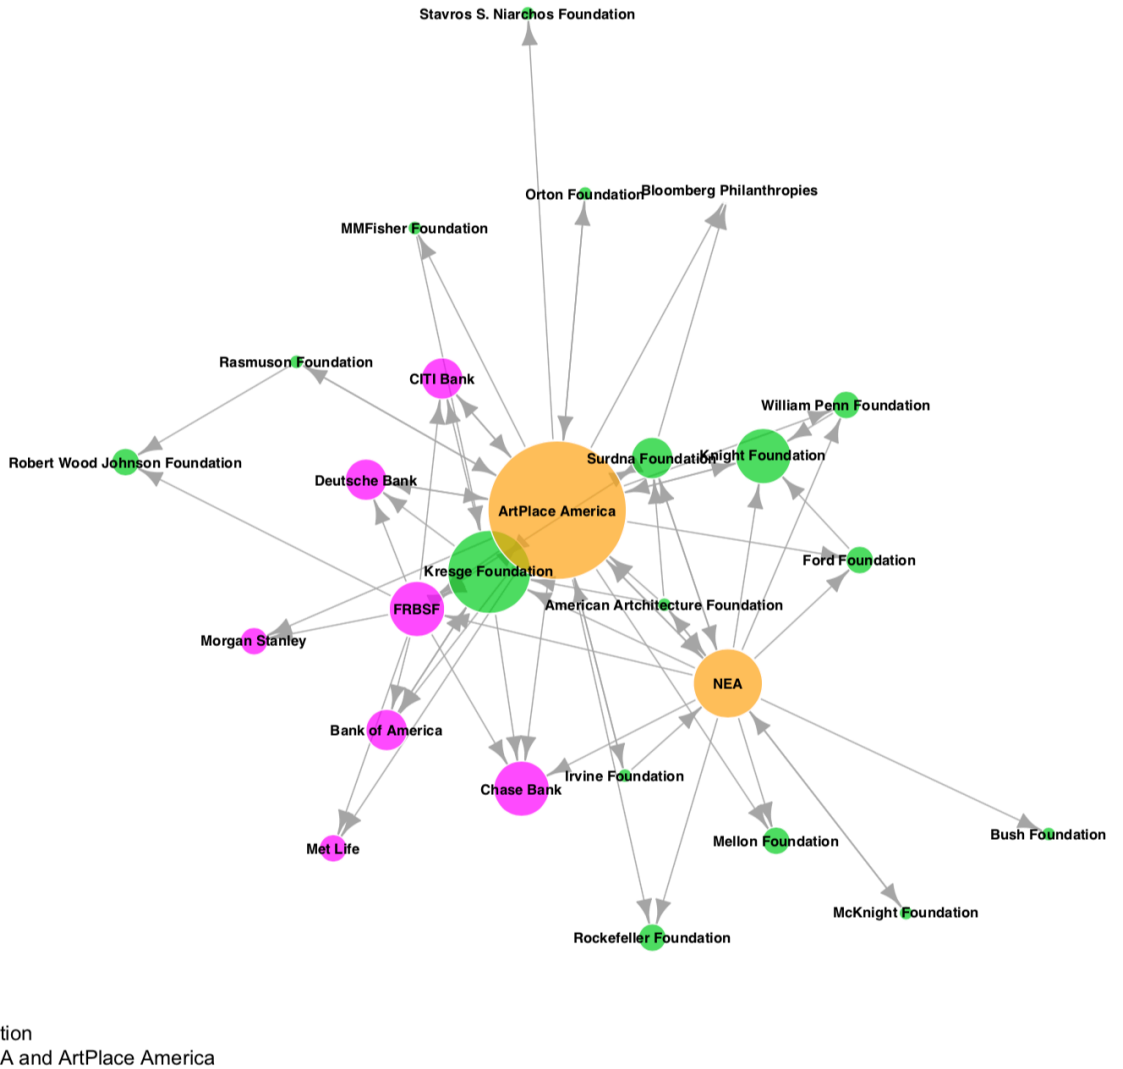 Stavros S. Niarchos Foundation
Orton Foundation
Bloomberg Philanthropies
MMFisher Foundation
Rasmuson Foundation
CITI Bank
William Penn Foundation
Robert Wood Johnson Foundation
Surdna Foundation
Knight Foundation
Deutsche Bank
ArtPlace America
Ford Foundation
Kresge Foundation
American Artchitecture Foundation
FRBSF
Morgan Stanley
NEA
Bank of America
Irvine Foundation
Chase Bank
Bush Foundation
Mellon Foundation
Met Life
McKnight Foundation
Rockefeller Foundation
tion
A and ArtPlace America